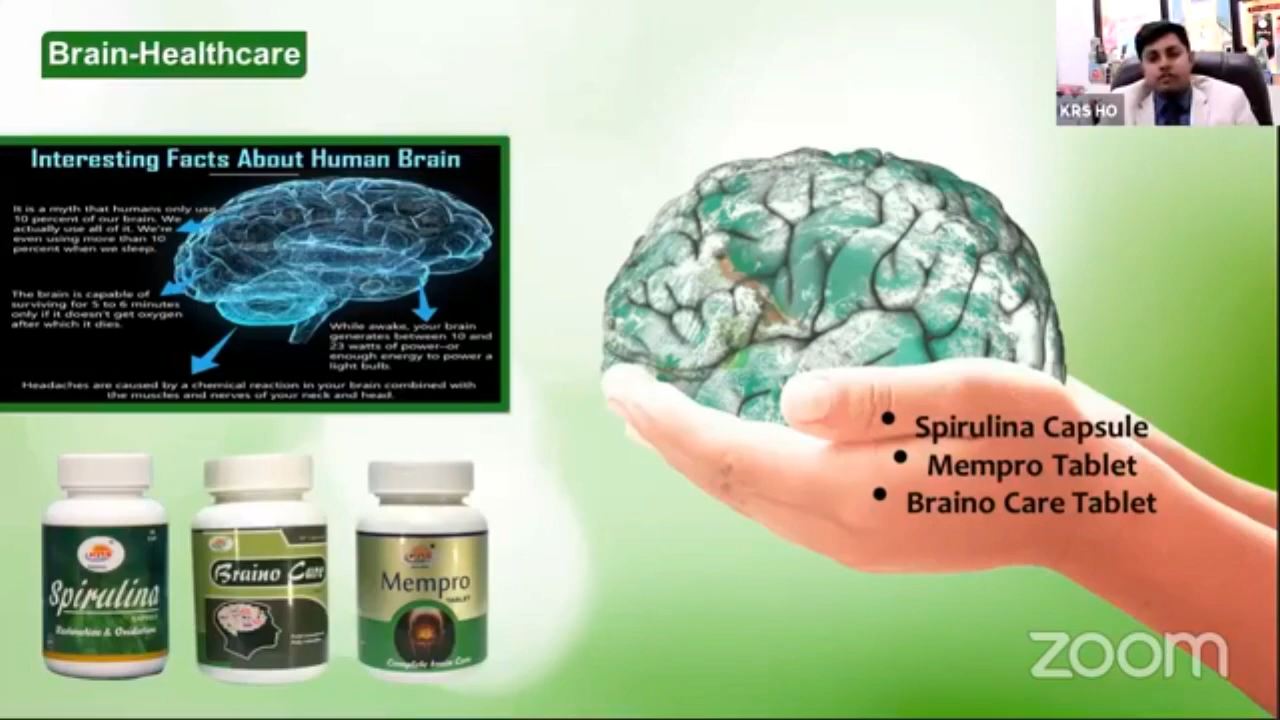 Brain-Healthcare
KRS HO
Interesting Facts About Human Brain
It is a myth that humans only use
10 percent of our brain. We
actually use all of it. We're
even using more than 10
percent when we sleep.
The brain is capable of
surviving for 5 to 6 minutes
only if it doesn't get oxygen
after which it dies.
While awake, your brain
generates between 10 and
23 watts of power–or
enough energy to power a
light bulb.
Headaches are caused by a chemical reaction in your brain combined with
the muscles and nerves of your neck and head.
• Spirulina Capsule
• Mempro Tablet
• Braino Care Tablet
Spirulina
CAPSULE
Braino Care
Mempro
TABLET
Complete Brain Care
zoom